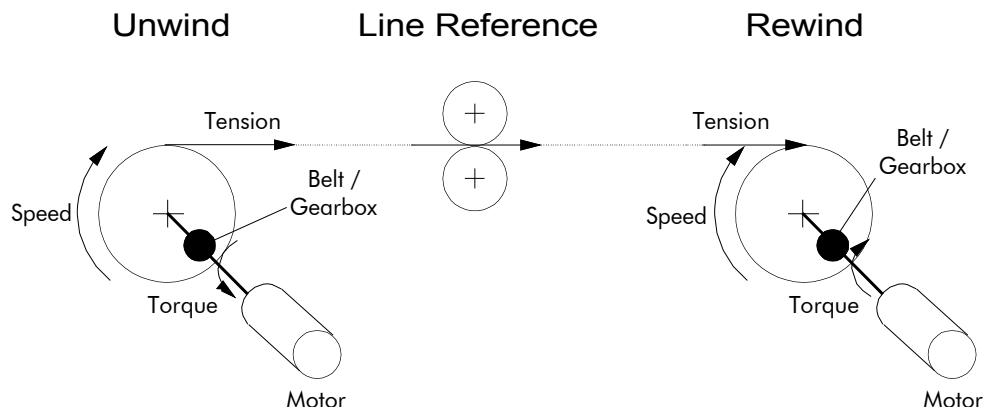 Unwind
Line Reference
Rewind
Tension
Tension
Belt /
Gearbox
Belt /
Gearbox
Speed
Speed
Torque
Torque
Motor
Motor